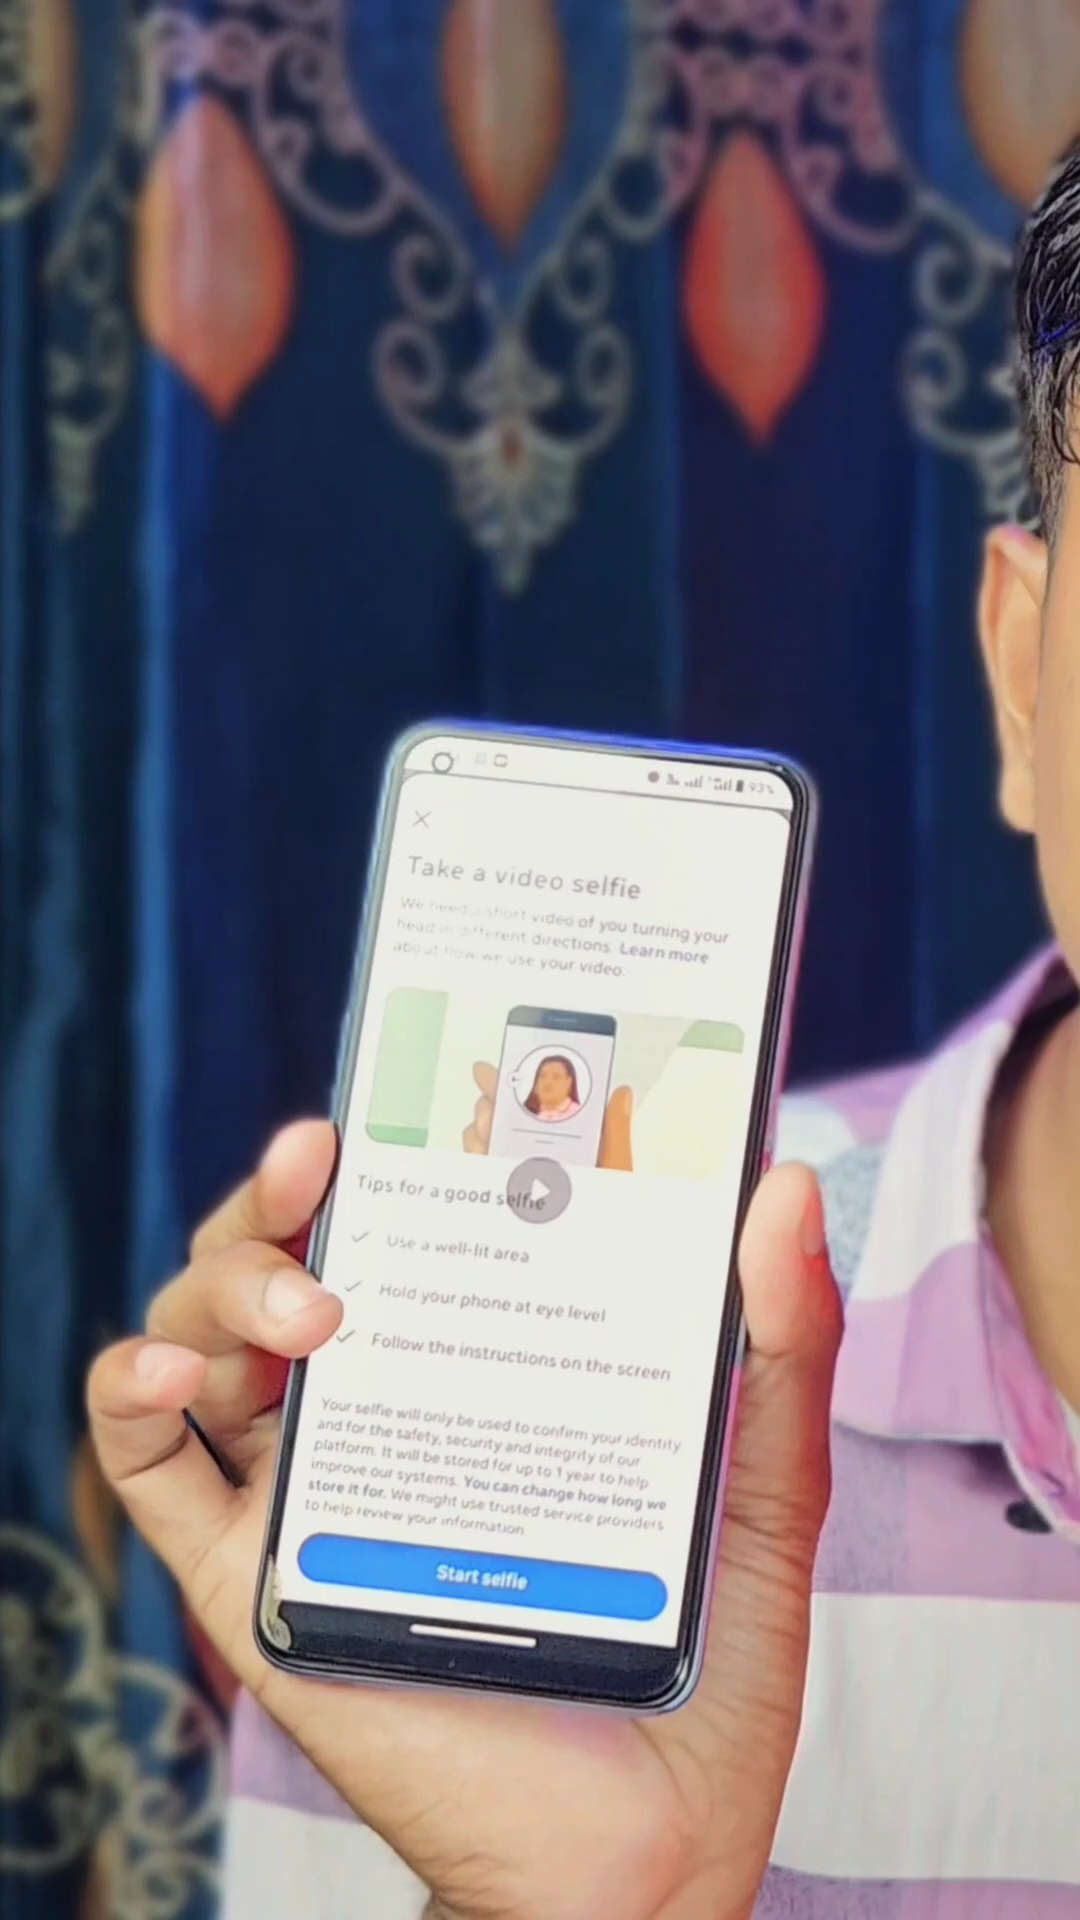 93%
Take a video selfie
We need a short video of you turning your
head in different directions. Learn more
about how we use your video.
Tips for a good selfie
Use a well-lit area
Hold your phone at eye level
Follow the instructions on the screen
Your selfie will only be used to confirm your identity
and for the safety, security and integrity of our
platform. It will be stored for up to 1 year to help
improve our systems. You can change how long we
store it for. We might use trusted service providers
to help review your information
Start selfie